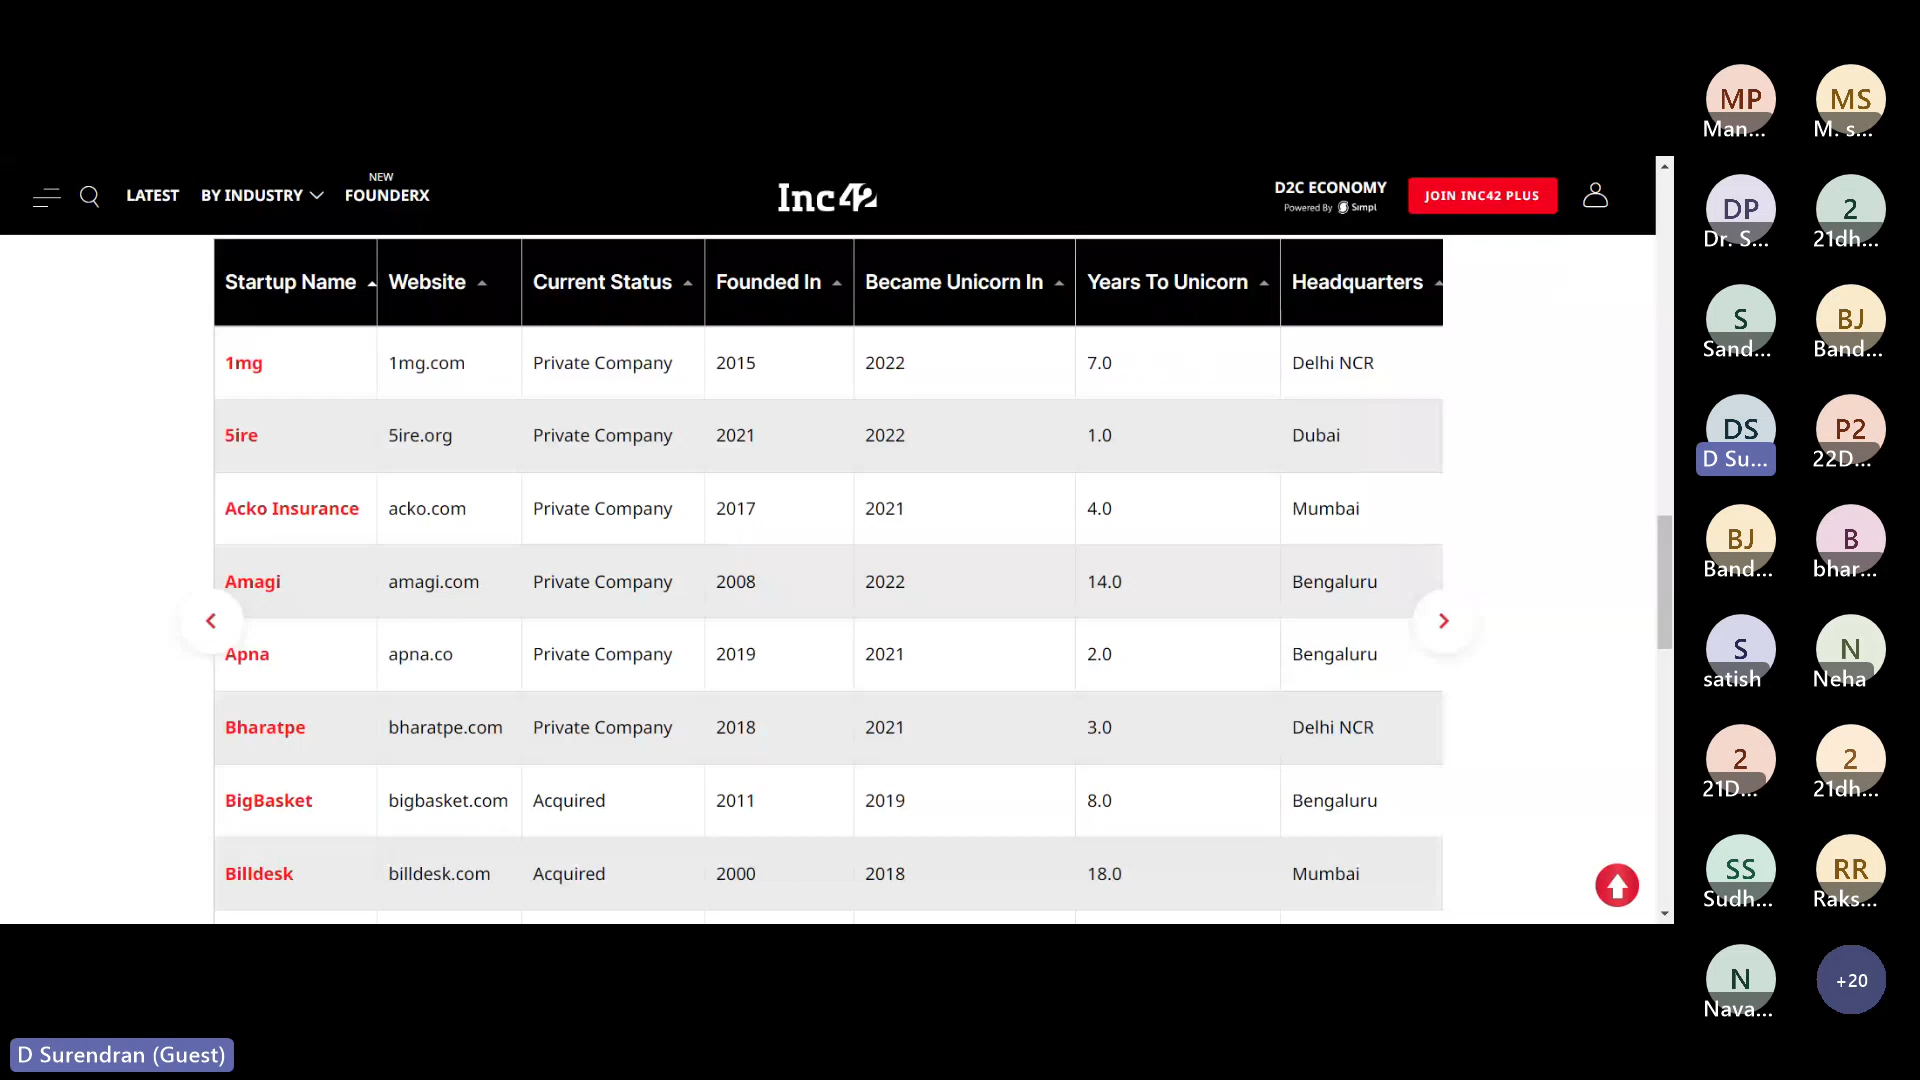 NEW
LATEST BY INDUSTRY FOUNDERX
Inc42
D2C ECONOMY
Powered By Simpl
JOIN INC42 PLUS
Startup Name Website Current Status Founded In Became Unicorn In Years To Unicorn Headquarters
1mg 1mg.com Private Company 2015 2022 7.0 Delhi NCR
5ire 5ire.org Private Company 2021 2022 1.0 Dubai
Acko Insurance acko.com Private Company 2017 2021 4.0 Mumbai
Amagi amagi.com Private Company 2008 2022 14.0 Bengaluru
Apna apna.co Private Company 2019 2021 2.0 Bengaluru
Bharatpe bharatpe.com Private Company 2018 2021 3.0 Delhi NCR
BigBasket bigbasket.com Acquired 2011 2019 8.0 Bengaluru
Billdesk billdesk.com Acquired 2000 2018 18.0 Mumbai
MP MS
Man... M. s...
DP 2
Dr. S... 21dh...
S BJ
Sand... Band...
DS P2
D Su... 22D...
BJ B
Band... bhar...
S N
satish Neha
2 2
21D... 21dh...
SS RR
Sudh... Raks...
N +20
Nava...
D Surendran (Guest)